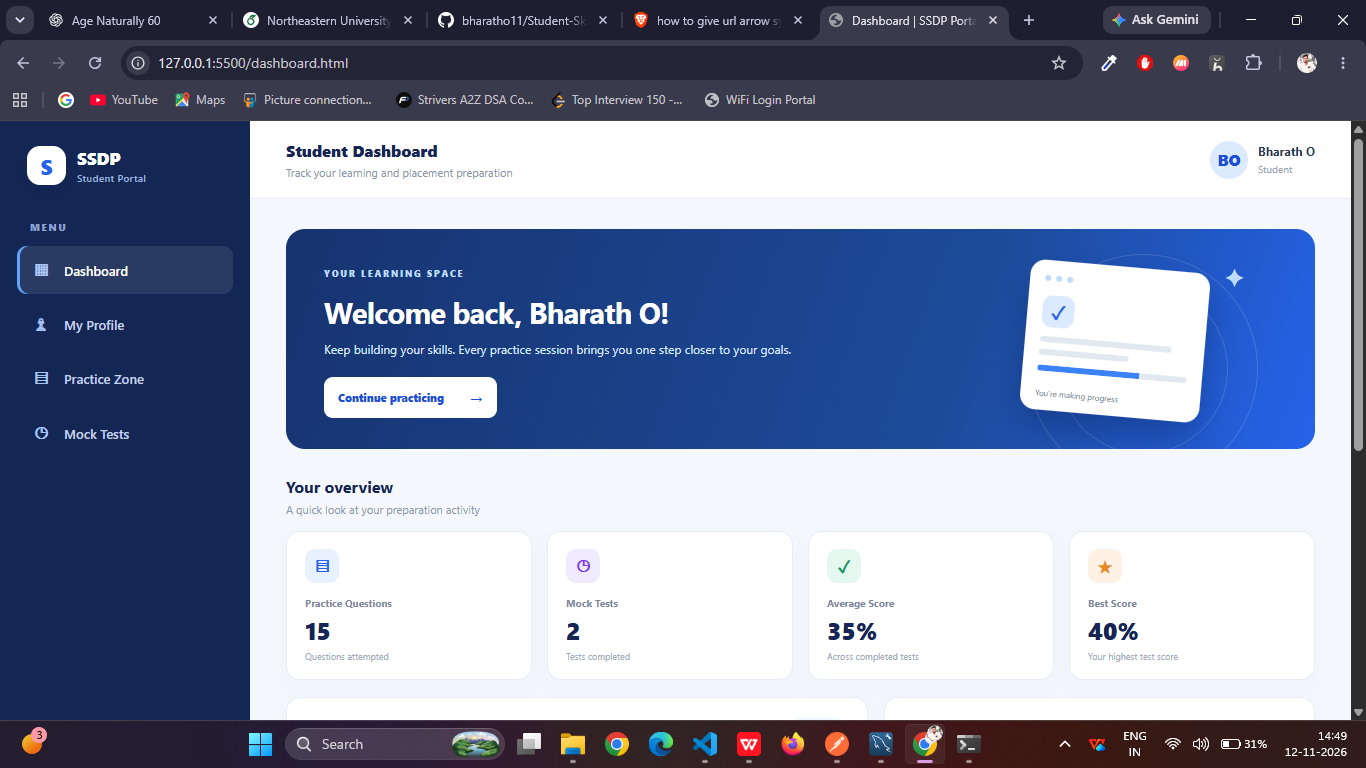 Age Naturally 60
Northeastern University
bharatho11/Student-Sk
how to give url arrow sy
Dashboard | SSDP Porta
Ask Gemini
127.0.0.1:5500/dashboard.html
YouTube
Maps
Picture connection...
Strivers A2Z DSA Co...
Top Interview 150 -...
WiFi Login Portal
S
SSDP
Student Portal
MENU
Dashboard
My Profile
Practice Zone
Mock Tests
Student Dashboard
Track your learning and placement preparation
BO
Bharath O
Student
YOUR LEARNING SPACE
Welcome back, Bharath O!
Keep building your skills. Every practice session brings you one step closer to your goals.
Continue practicing →
You're making progress
Your overview
A quick look at your preparation activity
Practice Questions
15
Questions attempted
Mock Tests
2
Tests completed
Average Score
35%
Across completed tests
Best Score
40%
Your highest test score
3
Search
ENG
IN
31%
14:49
12-11-2026